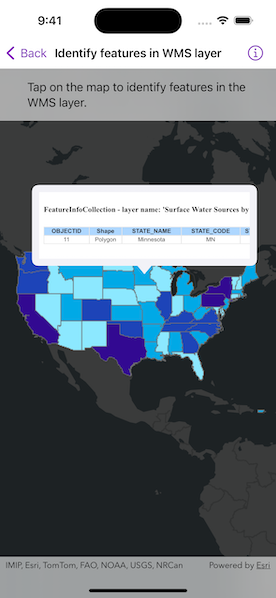 9:41
Back
Identify features in WMS layer
Tap on the map to identify features in the
WMS layer.
FeatureInfoCollection - layer name: 'Surface Water Sources by
OBJECTID Shape STATE_NAME STATE_CODE S
11 Polygon Minnesota MN
IMIP, Esri, TomTom, FAO, NOAA, USGS, NRCan
Powered by Esri